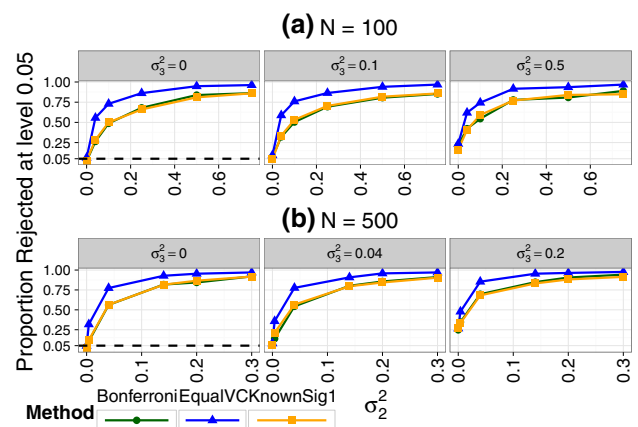 (a) N = 100
σ₃² = 0 σ₃² = 0.1 σ₃² = 0.5
1.00
0.75
0.50
0.25
0.05
0.0 0.2 0.4 0.6 0.0 0.2 0.4 0.6 0.0 0.2 0.4 0.6
(b) N = 500
σ₃² = 0 σ₃² = 0.04 σ₃² = 0.2
1.00
0.75
0.50
0.25
0.05
0.0 0.1 0.2 0.3 0.0 0.1 0.2 0.3 0.0 0.1 0.2 0.3
Proportion Rejected at level 0.05
σ₂²
Method Bonferroni EqualVC KnownSig1